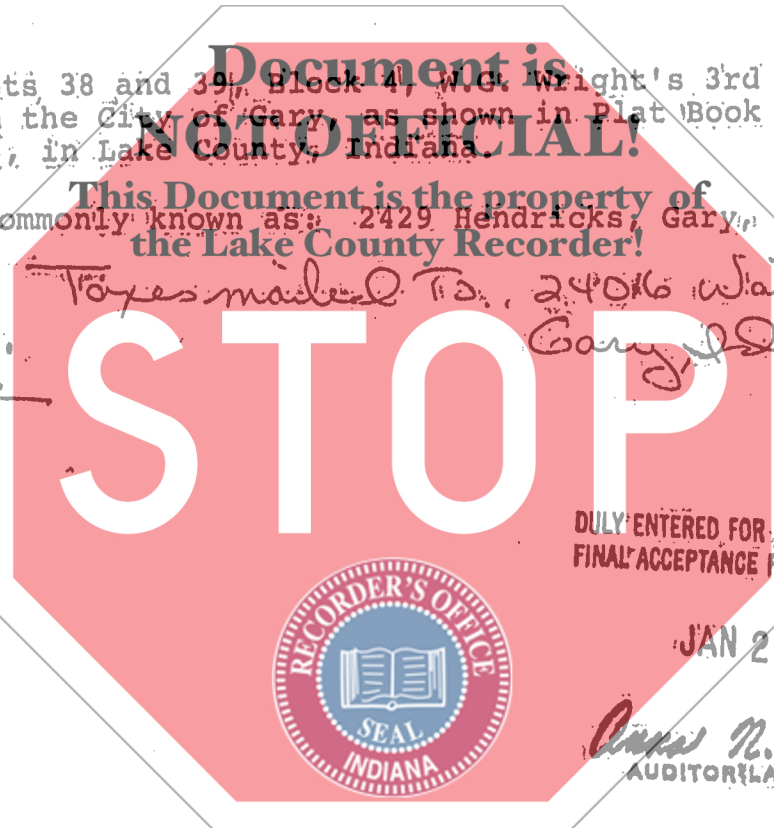 Document is
ts 38 and 39, Block 4, W.G. Wright's 3rd
the City of Gary, as shown in Plat Book
NOT OFFICIAL!
, in Lake County, Indiana.
This Document is the property of
ommonly known as: 2429 Hendricks, Gary,
the Lake County Recorder!
Taxes mailed To.,
Gary,
STOP
DULY ENTERED FOR
FINAL ACCEPTANCE
JAN 2
RECORDER'S OFFICE
SEAL
INDIANA
N.
AUDITOR LA